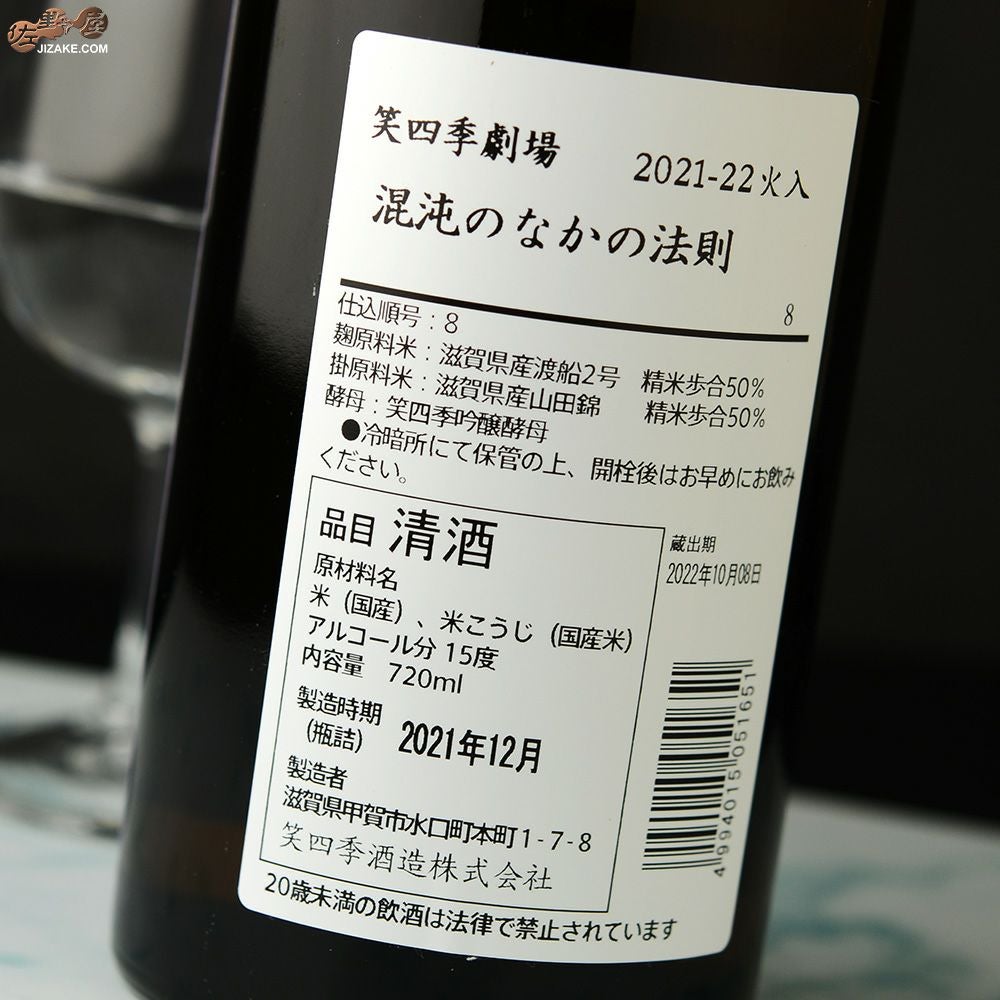 佐野屋
JIZAKE.COM
笑四季劇場 2021-22火入
混沌のなかの法則
8
仕込順号：8
麹原料米：滋賀県産渡船2号 精米歩合50%
掛原料米：滋賀県産山田錦 精米歩合50%
酵母：笑四季吟醸酵母
●冷暗所にて保管の上、開栓後はお早めにお飲み
ください。
品目 清酒
原材料名
米（国産）、米こうじ（国産米）
アルコール分 15度
内容量 720ml
製造時期
（瓶詰） 2021年12月
製造者
滋賀県甲賀市水口町本町1-7-8
笑四季酒造株式会社
蔵出期
2022年10月08日
4994015051651
20歳未満の飲酒は法律で禁止されています